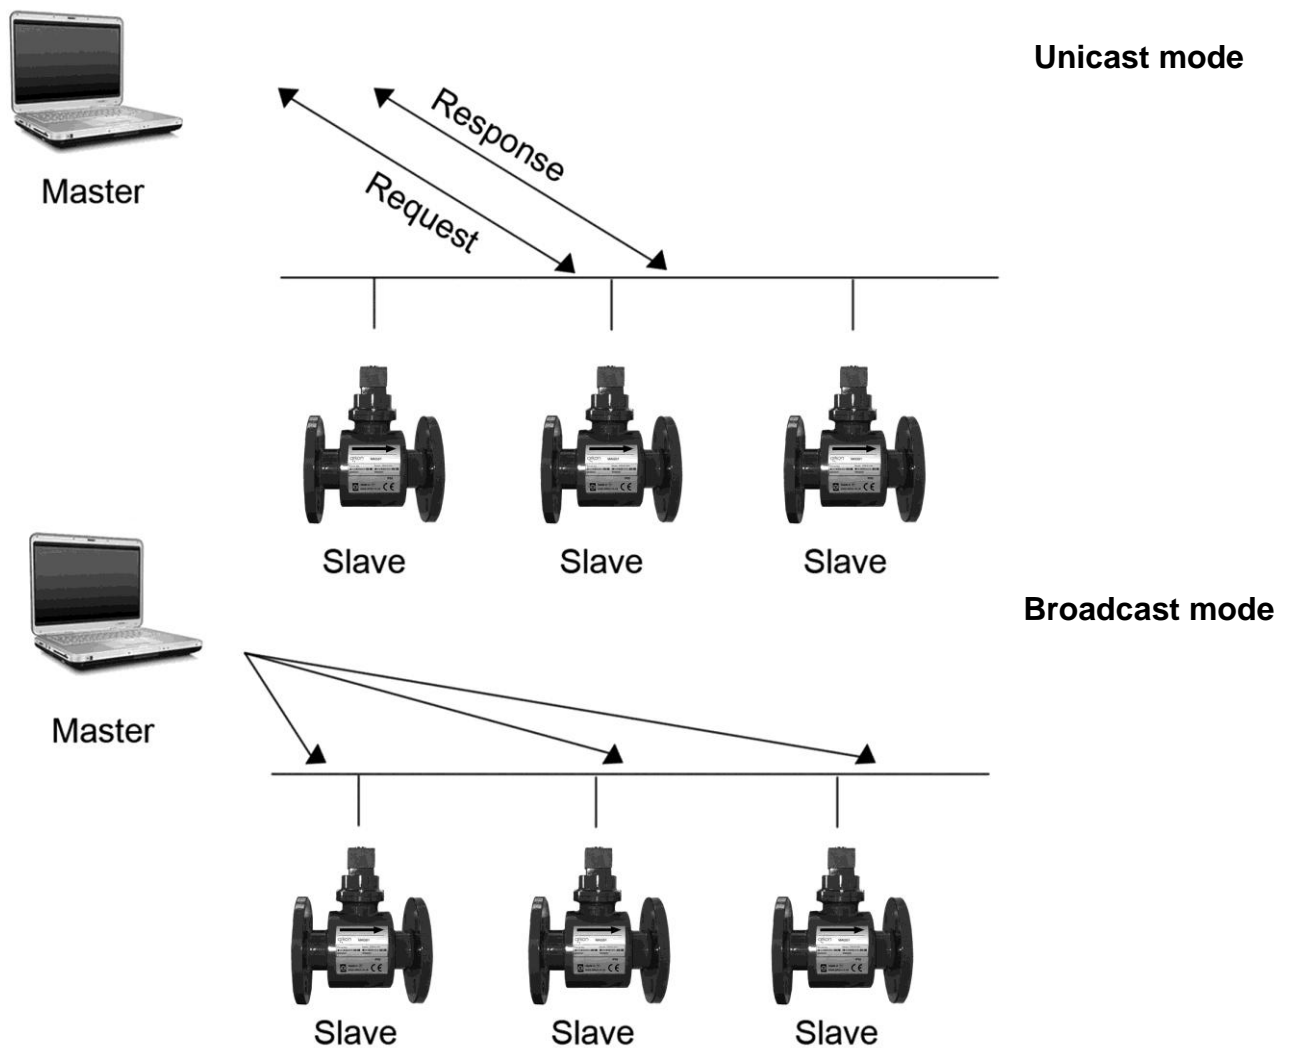 Unicast mode
Response
Request
Master
Slave Slave Slave
Broadcast mode
Master
Slave Slave Slave